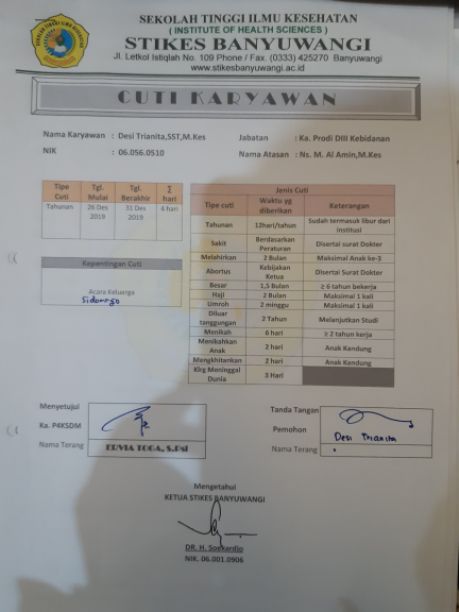 SEKOLAH TINGGI ILMU KESEHATAN
( INSTITUTE OF HEALTH SCIENCES )
STIKES BANYUWANGI
Jl. Letkol Istiqlah No. 109 Phone / Fax. (0333) 425270 Banyuwangi
www.stikesbanyuwangi.ac.id
CUTI KARYAWAN
Nama Karyawan : Desi Trianita,SST,M.Kes
Jabatan : Ka. Prodi DIII Kebidanan
NIK : 06.056.0510
Nama Atasan : Ns. M. Al Amin,M.Kes
Tipe Cuti Tgl. Mulai Tgl. Berakhir ∑ hari
Tahunan 26 Des 2019 31 Des 2019 4 hari
Kepentingan Cuti
Acara Keluarga
Sidoarjo
Jenis Cuti
Tipe cuti Waktu yg diberikan Keterangan
Tahunan 12hari/tahun Sudah termasuk libur dari institusi
Sakit Berdasarkan Peraturan Disertai surat Dokter
Melahirkan 2 Bulan Maksimal Anak ke-3
Abortus Kebijakan Ketua Disertai Surat Dokter
Besar 1,5 Bulan ≥ 6 tahun bekerja
Haji 2 Bulan Maksimal 1 kali
Umroh 2 minggu Maksimal 1 kali
Diluar tanggungan 2 Tahun Melanjutkan Studi
Menikah 6 hari ≥ 2 tahun kerja
Menikahkan Anak 2 hari Anak Kandung
Mengkhitankan 2 hari Anak Kandung
Klrg Meninggal Dunia 3 Hari
Menyetujui
Ka. P4KSDM
Nama Terang
ERVIA TOGA, S.Psi
Tanda Tangan
Pemohon
Desi Trianita
Nama Terang
Mengetahui
KETUA STIKES BANYUWANGI
DR. H. Soekardjo
NIK. 06.001.0906